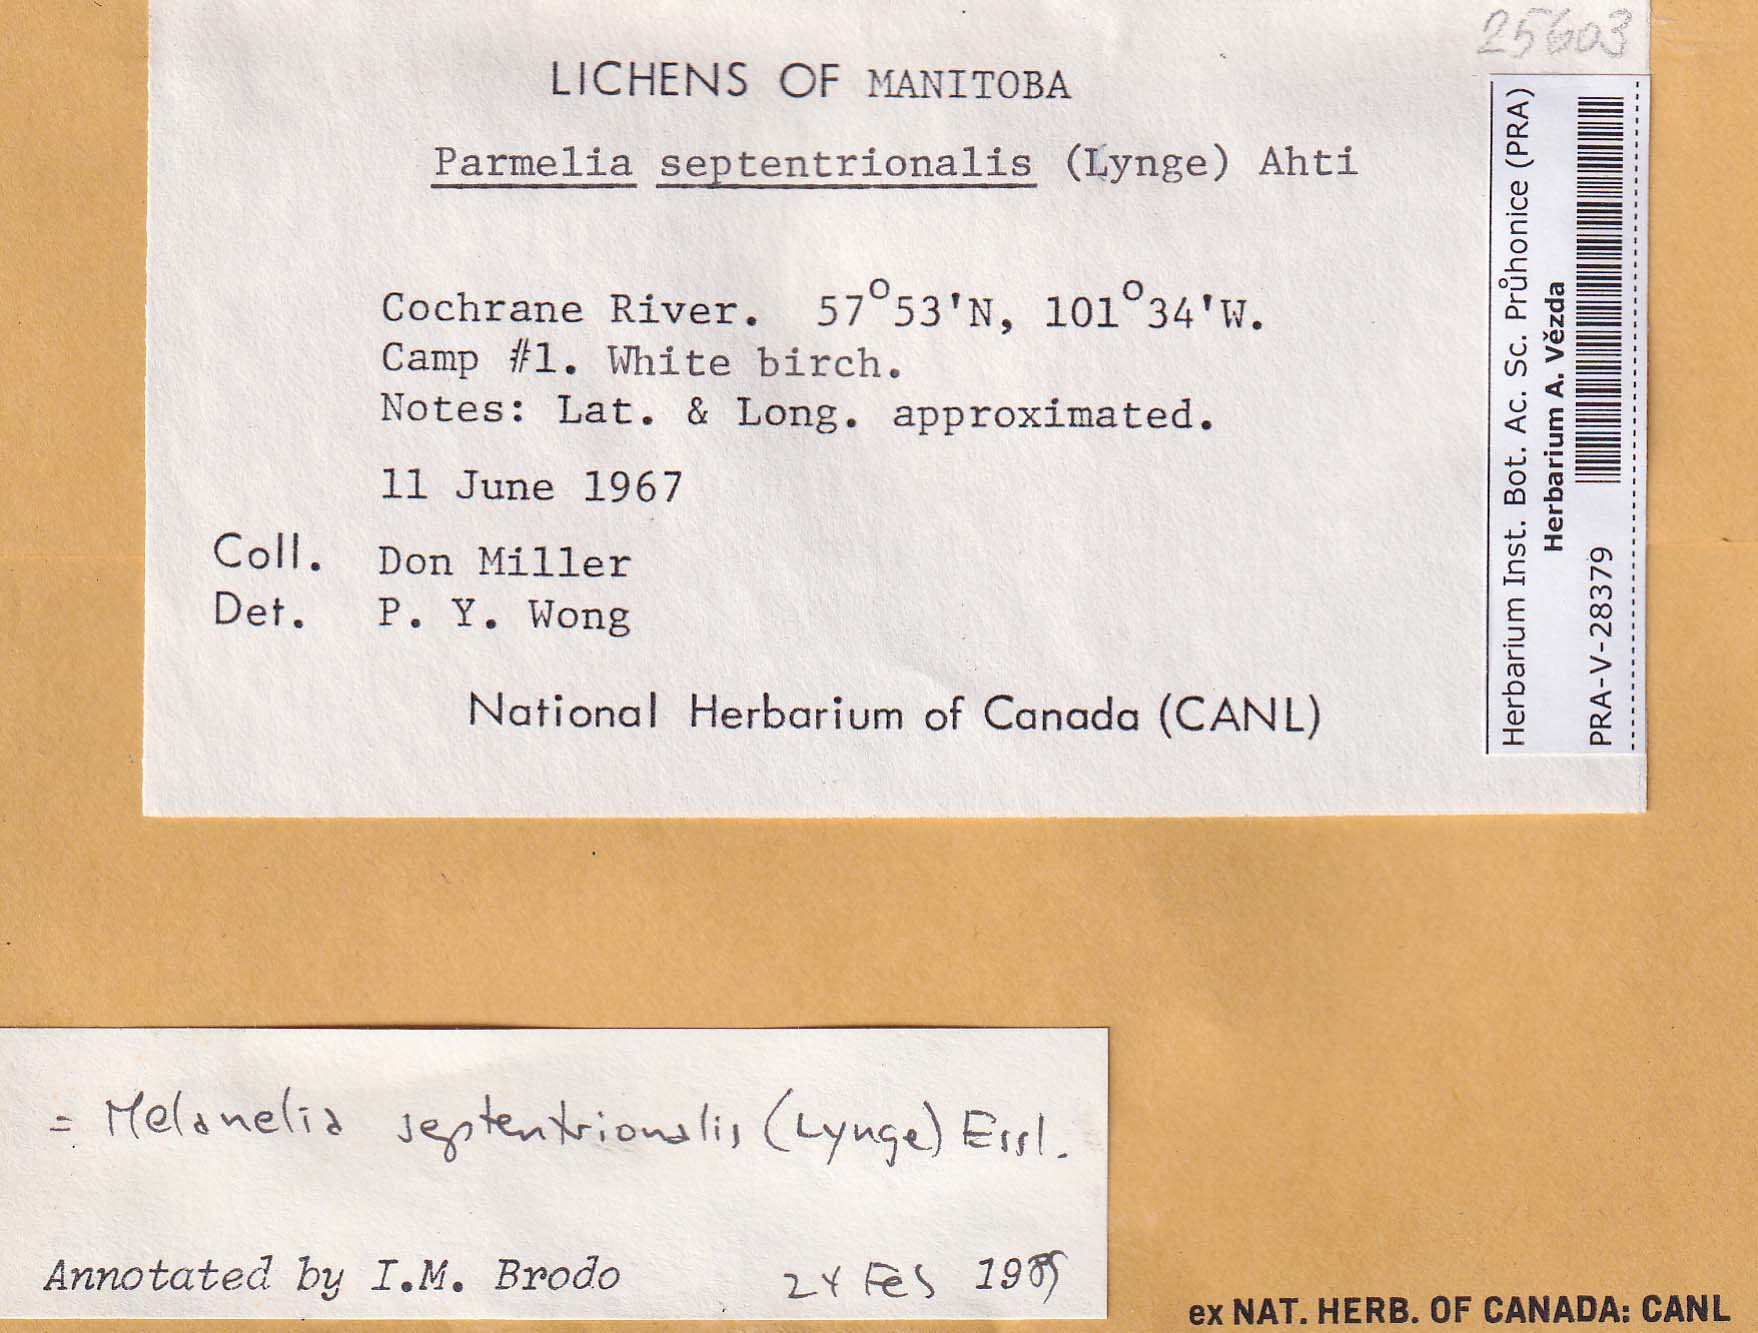 25603
LICHENS OF MANITOBA
Parmelia septentrionalis (Lynge) Ahti
Cochrane River. 57°53'N, 101°34'W.
Camp #1. White birch.
Notes: Lat. & Long. approximated.
11 June 1967
Coll. Don Miller
Det. P. Y. Wong
National Herbarium of Canada (CANL)
Herbarium Inst. Bot. Ac. Sc. Průhonice (PRA)
Herbarium A. Vězda
PRA-V-28379
= Melanelia septentrionalis (Lynge) Essl.
Annotated by I.M. Brodo 24 Feb
ex NAT. HERB. OF CANADA: CANL